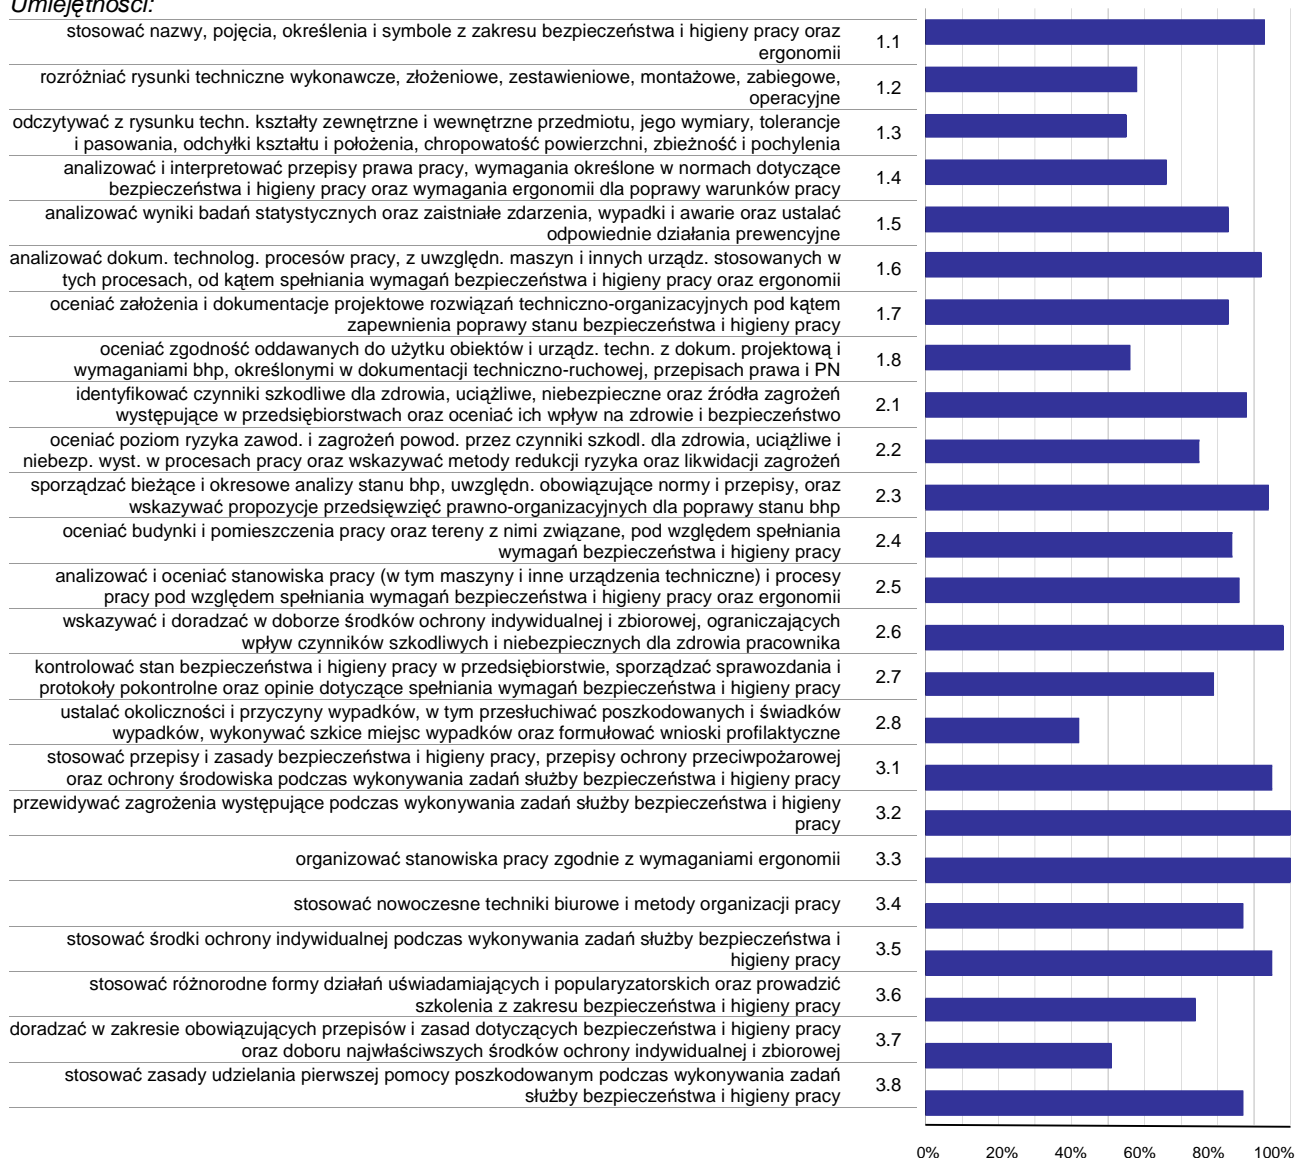 Umiejętności:
stosować nazwy, pojęcia, określenia i symbole z zakresu bezpieczeństwa i higieny pracy oraz
ergonomii
1.1
rozróżniać rysunki techniczne wykonawcze, złożeniowe, zestawieniowe, montażowe, zabiegowe,
operacyjne
1.2
odczytywać z rysunku techn. kształty zewnętrzne i wewnętrzne przedmiotu, jego wymiary, tolerancje
i pasowania, odchyłki kształtu i położenia, chropowatość powierzchni, zbieżność i pochylenia
1.3
analizować i interpretować przepisy prawa pracy, wymagania określone w normach dotyczące
bezpieczeństwa i higieny pracy oraz wymagania ergonomii dla poprawy warunków pracy
1.4
analizować wyniki badań statystycznych oraz zaistniałe zdarzenia, wypadki i awarie oraz ustalać
odpowiednie działania prewencyjne
1.5
analizować dokum. technolog. procesów pracy, z uwzględn. maszyn i innych urządz. stosowanych w
tych procesach, od kątem spełniania wymagań bezpieczeństwa i higieny pracy oraz ergonomii
1.6
oceniać założenia i dokumentacje projektowe rozwiązań techniczno-organizacyjnych pod kątem
zapewnienia poprawy stanu bezpieczeństwa i higieny pracy
1.7
oceniać zgodność oddawanych do użytku obiektów i urządz. techn. z dokum. projektową i
wymaganiami bhp, określonymi w dokumentacji techniczno-ruchowej, przepisach prawa i PN
1.8
identyfikować czynniki szkodliwe dla zdrowia, uciążliwe, niebezpieczne oraz źródła zagrożeń
występujące w przedsiębiorstwach oraz oceniać ich wpływ na zdrowie i bezpieczeństwo
2.1
oceniać poziom ryzyka zawod. i zagrożeń powod. przez czynniki szkodl. dla zdrowia, uciążliwe i
niebezp. wyst. w procesach pracy oraz wskazywać metody redukcji ryzyka oraz likwidacji zagrożeń
2.2
sporządzać bieżące i okresowe analizy stanu bhp, uwzględn. obowiązujące normy i przepisy, oraz
wskazywać propozycje przedsięwzięć prawno-organizacyjnych dla poprawy stanu bhp
2.3
oceniać budynki i pomieszczenia pracy oraz tereny z nimi związane, pod względem spełniania
wymagań bezpieczeństwa i higieny pracy
2.4
analizować i oceniać stanowiska pracy (w tym maszyny i inne urządzenia techniczne) i procesy
pracy pod względem spełniania wymagań bezpieczeństwa i higieny pracy oraz ergonomii
2.5
wskazywać i doradzać w doborze środków ochrony indywidualnej i zbiorowej, ograniczających
wpływ czynników szkodliwych i niebezpiecznych dla zdrowia pracownika
2.6
kontrolować stan bezpieczeństwa i higieny pracy w przedsiębiorstwie, sporządzać sprawozdania i
protokoły pokontrolne oraz opinie dotyczące spełniania wymagań bezpieczeństwa i higieny pracy
2.7
ustalać okoliczności i przyczyny wypadków, w tym przesłuchiwać poszkodowanych i świadków
wypadków, wykonywać szkice miejsc wypadków oraz formułować wnioski profilaktyczne
2.8
stosować przepisy i zasady bezpieczeństwa i higieny pracy, przepisy ochrony przeciwpożarowej
oraz ochrony środowiska podczas wykonywania zadań służby bezpieczeństwa i higieny pracy
3.1
przewidywać zagrożenia występujące podczas wykonywania zadań służby bezpieczeństwa i higieny
pracy
3.2
organizować stanowiska pracy zgodnie z wymaganiami ergonomii
3.3
stosować nowoczesne techniki biurowe i metody organizacji pracy
3.4
stosować środki ochrony indywidualnej podczas wykonywania zadań służby bezpieczeństwa i
higieny pracy
3.5
stosować różnorodne formy działań uświadamiających i popularyzatorskich oraz prowadzić
szkolenia z zakresu bezpieczeństwa i higieny pracy
3.6
doradzać w zakresie obowiązujących przepisów i zasad dotyczących bezpieczeństwa i higieny pracy
oraz doboru najwłaściwszych środków ochrony indywidualnej i zbiorowej
3.7
stosować zasady udzielania pierwszej pomocy poszkodowanym podczas wykonywania zadań
służby bezpieczeństwa i higieny pracy
3.8
0% 20% 40% 60% 80% 100%